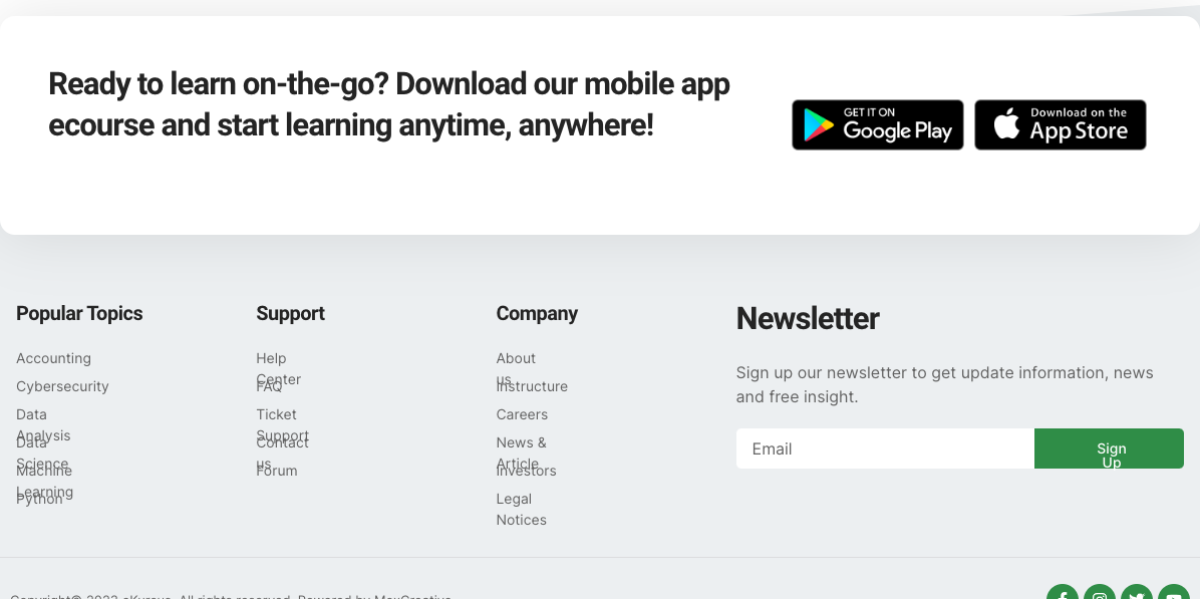 Ready to learn on-the-go? Download our mobile app
ecourse and start learning anytime, anywhere!
GET IT ON
Google Play
Download on the
App Store
Popular Topics
Accounting
Cybersecurity
Data
Analysis
Data
Science
Machine
Learning
Python
Support
Help
Center
FAQ
Ticket
Support
Contact
us
Forum
Company
About
us
Instructure
Careers
News &
Article
Investors
Legal
Notices
Newsletter
Sign up our newsletter to get update information, news
and free insight.
Email
Sign
Up
Copyright© 2023 eKursus. All rights reserved. Powered by MaxCreative